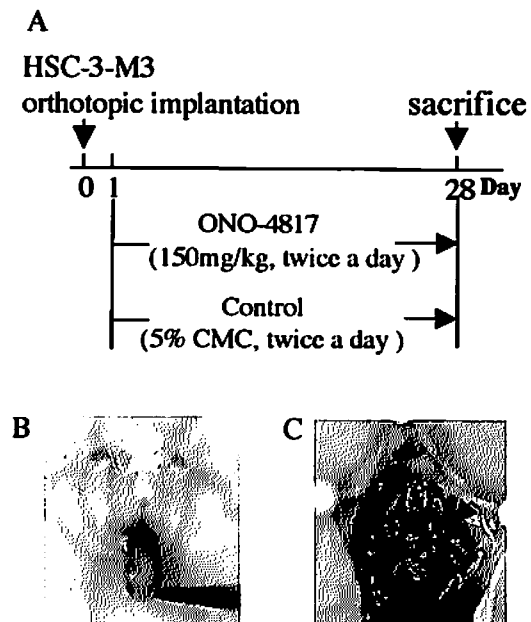 A
HSC-3-M3
orthotopic implantation
sacrifice
0 1 28 Day
ONO-4817
(150mg/kg, twice a day )
Control
(5% CMC, twice a day )
B C